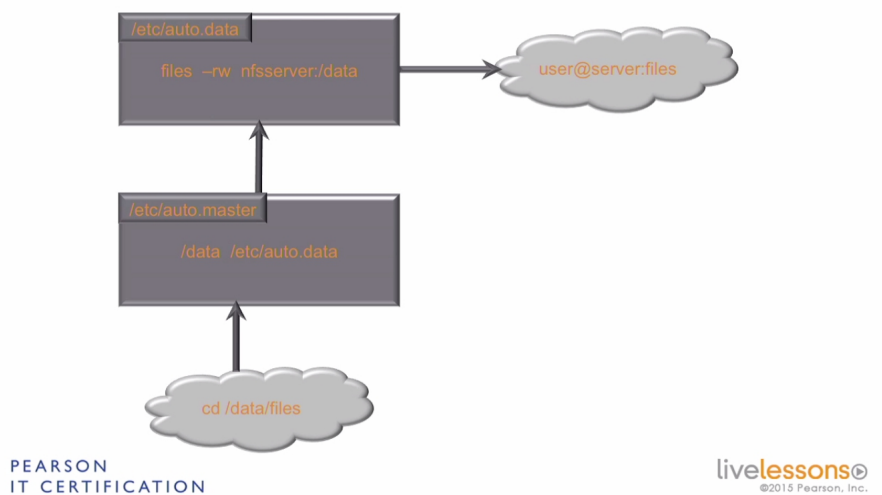 /etc/auto.data
files –rw nfsserver:/data
user@server:files
/etc/auto.master
/data /etc/auto.data
cd /data/files
PEARSON
IT CERTIFICATION
livelessons
©2015 Pearson, Inc.